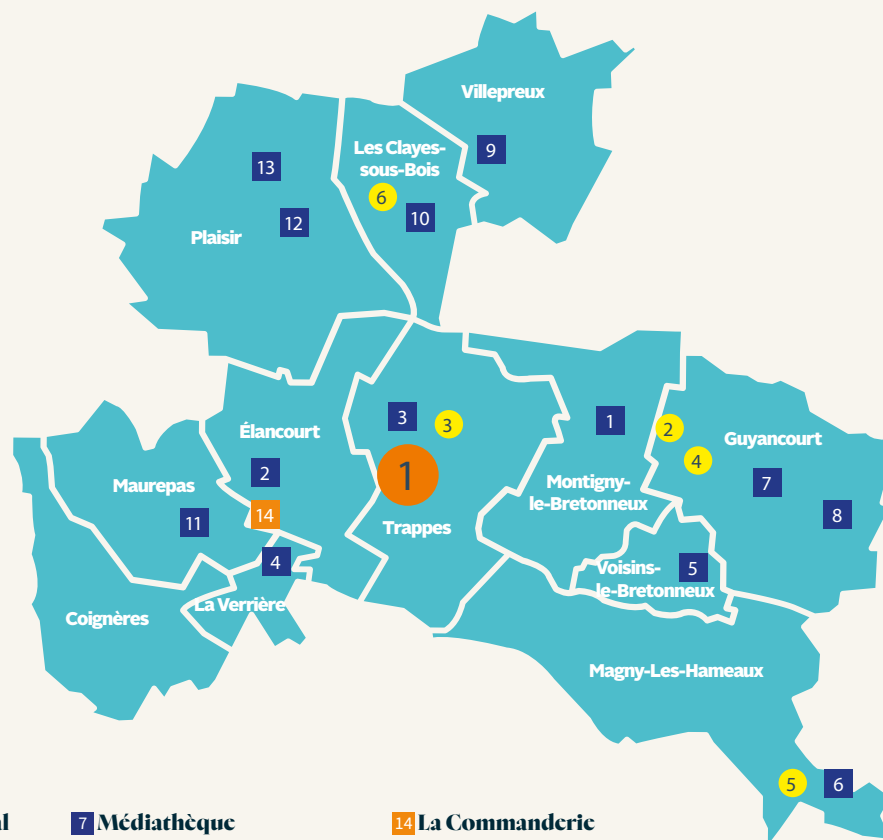 Villepreux
9
Les Clayes-
sous-Bois
6
10
13
12
Plaisir
Élancourt
2
14
3
3
1
Trappes
1
Montigny-
le-Bretonneux
2
4
Guyancourt
7
8
Maurepas
11
4
La Verrière
Coignères
Voisins-
le-Bretonneux
5
Magny-Les-Hameaux
5
6
7 Médiathèque
14 La Commanderie